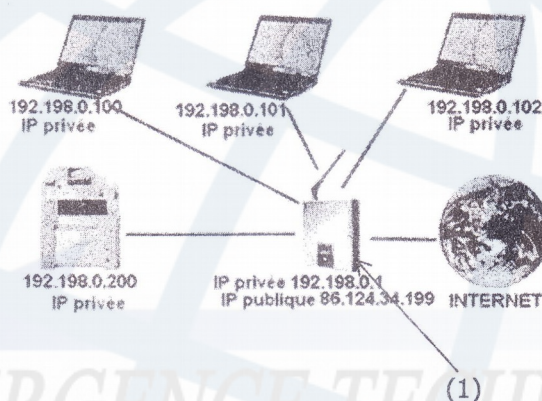 192.198.0.100
IP privée
192.198.0.101
IP privée
192.198.0.102
IP privée
192.198.0.200
IP privée
IP privée 192.198.0.1
IP publique 86.124.34.199
INTERNET
(1)